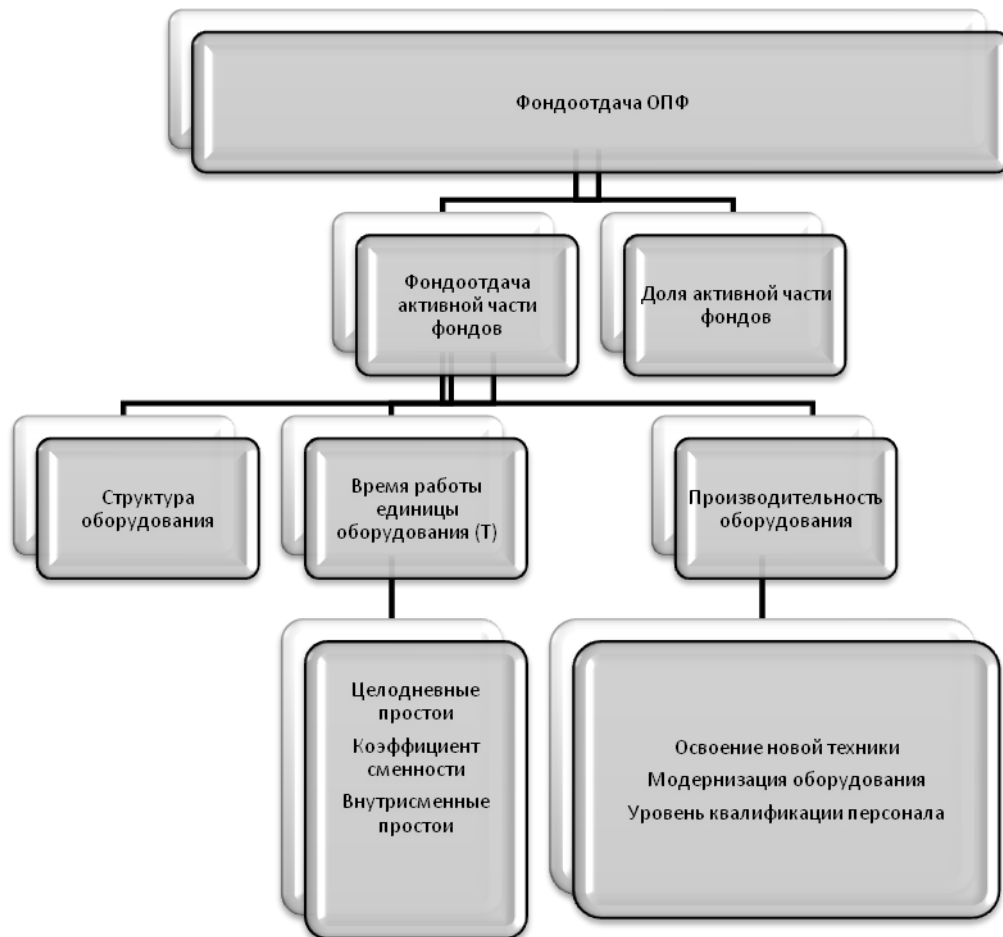 Фондоотдача ОПФ
Фондоотдача
активной части
фондов
Доля активной части
фондов
Структура
оборудования
Время работы
единицы
оборудования (Т)
Производительность
оборудования
Целодневные
простои
Коэффициент
сменности
Внутрисменные
простои
Освоение новой техники
Модернизация оборудования
Уровень квалификации персонала